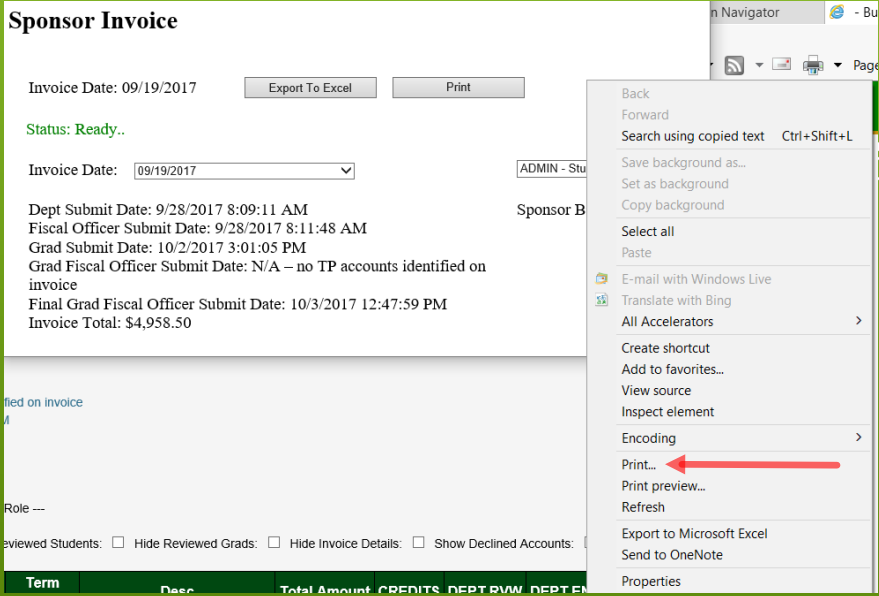 Sponsor Invoice
n Navigator
- Bu
Page
Invoice Date: 09/19/2017
Export To Excel
Print
Status: Ready..
Invoice Date:
09/19/2017
ADMIN - Stu
Dept Submit Date: 9/28/2017 8:09:11 AM
Sponsor B
Fiscal Officer Submit Date: 9/28/2017 8:11:48 AM
Grad Submit Date: 10/2/2017 3:01:05 PM
Grad Fiscal Officer Submit Date: N/A – no TP accounts identified on
invoice
Final Grad Fiscal Officer Submit Date: 10/3/2017 12:47:59 PM
Invoice Total: $4,958.50
Back
Forward
Search using copied text Ctrl+Shift+L
Save background as...
Set as background
Copy background
Select all
Paste
E-mail with Windows Live
Translate with Bing
All Accelerators
Create shortcut
Add to favorites...
View source
Inspect element
Encoding
Print...
Print preview...
Refresh
Export to Microsoft Excel
Send to OneNote
Properties
fied on invoice
M
Role ---
eviewed Students: Hide Reviewed Grads: Hide Invoice Details: Show Declined Accounts:
Term
Desc Total Amount CREDITS DEPT RVW DEPT EN